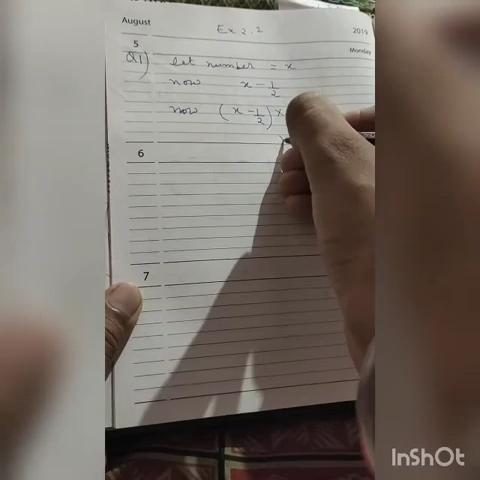 August
Ex 2.2
2019
5
Monday
Q1) let number = x
now x - 1/2
now (x - 1/2) x
6
7
InShOt